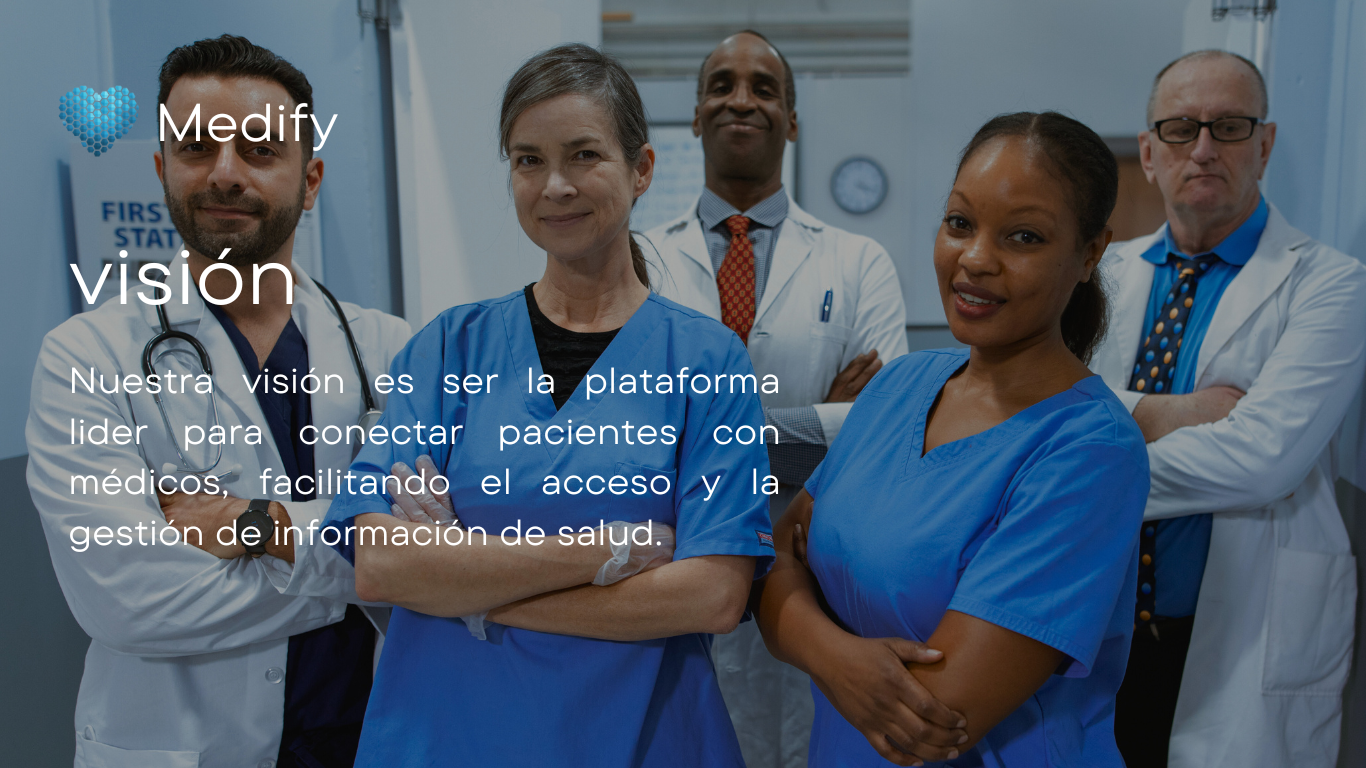 Medify
FIRST
STAT
visión
Nuestra visión es ser la plataforma
lider para conectar pacientes con
médicos, facilitando el acceso y la
gestión de información de salud.